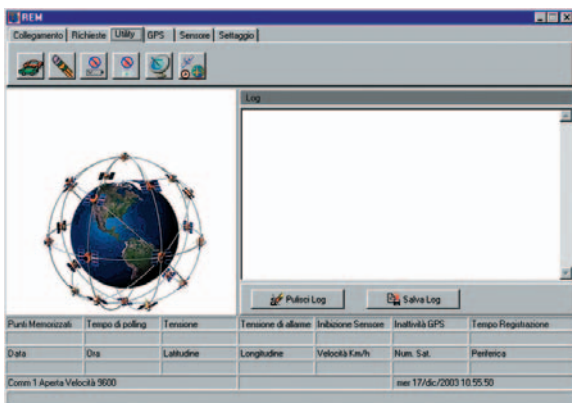 REM
Collegamento Richieste Utility GPS Sensore Settaggio
Log
Pulisci Log Salva Log
Punti Memorizzati Tempo di polling Tensione Tensione di allarme Inibizione Sensore Inattività GPS Tempo Registrazione
Data Ora Latitudine Longitudine Velocità Km/h Num. Sat. Periferica
Comm 1 Aperta Velocità 9600 mer 17/dic/2003 10.55.50